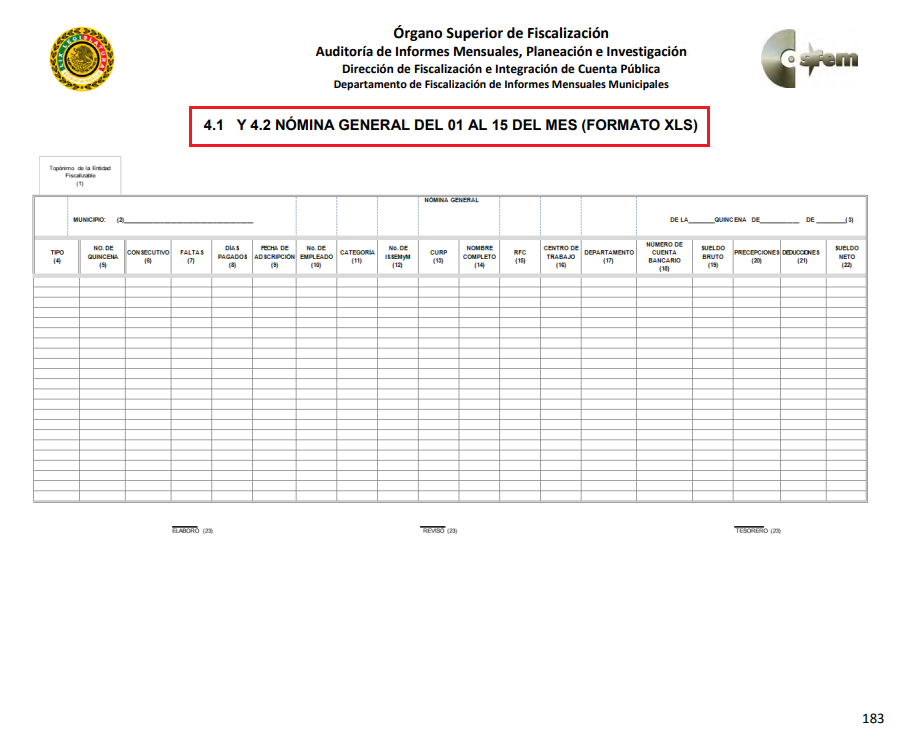 Órgano Superior de Fiscalización
Auditoría de Informes Mensuales, Planeación e Investigación
Dirección de Fiscalización e Integración de Cuenta Pública
Departamento de Fiscalización de Informes Mensuales Municipales
LIX LEGISLATURA
osfem
4.1 Y 4.2 NÓMINA GENERAL DEL 01 AL 15 DEL MES (FORMATO XLS)
Topónimo de la Entidad
Fiscalizable
(1)
NÓMINA GENERAL
MUNICIPIO: (2)
DE LA_______QUINCENA DE__________ DE _______(3)
TIPO (4)
NO. DE QUINCENA (5)
CONSECUTIVO (6)
FALTAS (7)
DÍAS PAGADOS (8)
FECHA DE ADSCRIPCIÓN (9)
No. DE EMPLEADO (10)
CATEGORÍA (11)
No. DE ISSEMyM (12)
CURP (13)
NOMBRE COMPLETO (14)
RFC (15)
CENTRO DE TRABAJO (16)
DEPARTAMENTO (17)
NÚMERO DE CUENTA BANCARIO (18)
SUELDO BRUTO (19)
PRECEPCIONES (20)
DEDUCCIONES (21)
SUELDO NETO (22)
ELABORÓ (23)
REVISÓ (23)
TESORERO (23)
183